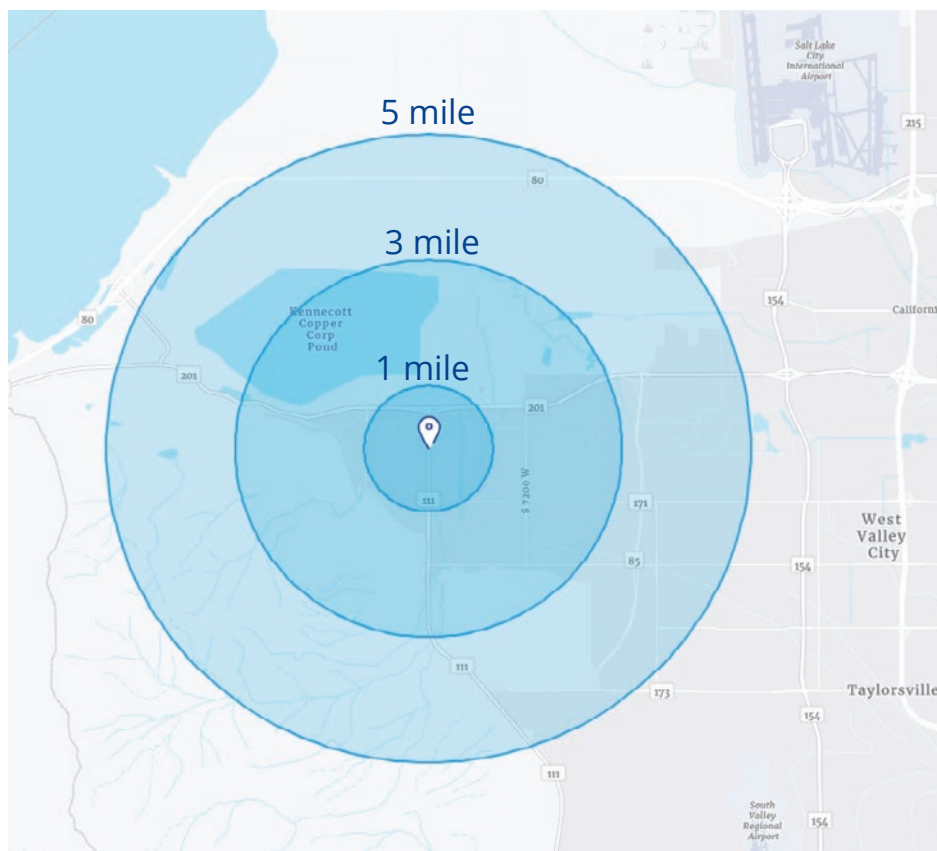 Salt Lake
City
International
Airport
5 mile
215
80
3 mile
154
Californ
Kennecott
Copper
Corp
Pond
80
1 mile
201
201
S 7200 W
111
171
West
Valley
City
85
154
111
173
Taylorsville
154
111
South
Valley
Regional
Airport
154